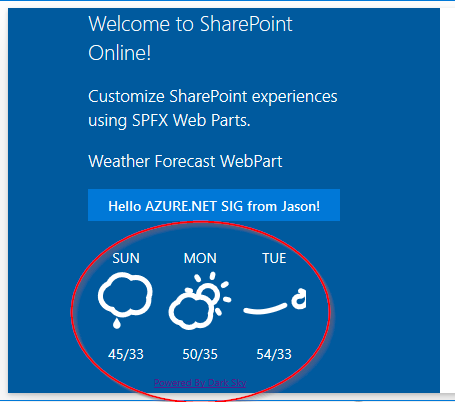 Welcome to SharePoint
Online!
Customize SharePoint experiences
using SPFX Web Parts.
Weather Forecast WebPart
Hello AZURE.NET SIG from Jason!
SUN MON TUE
45/33 50/35 54/33
Powered By Dark Sky